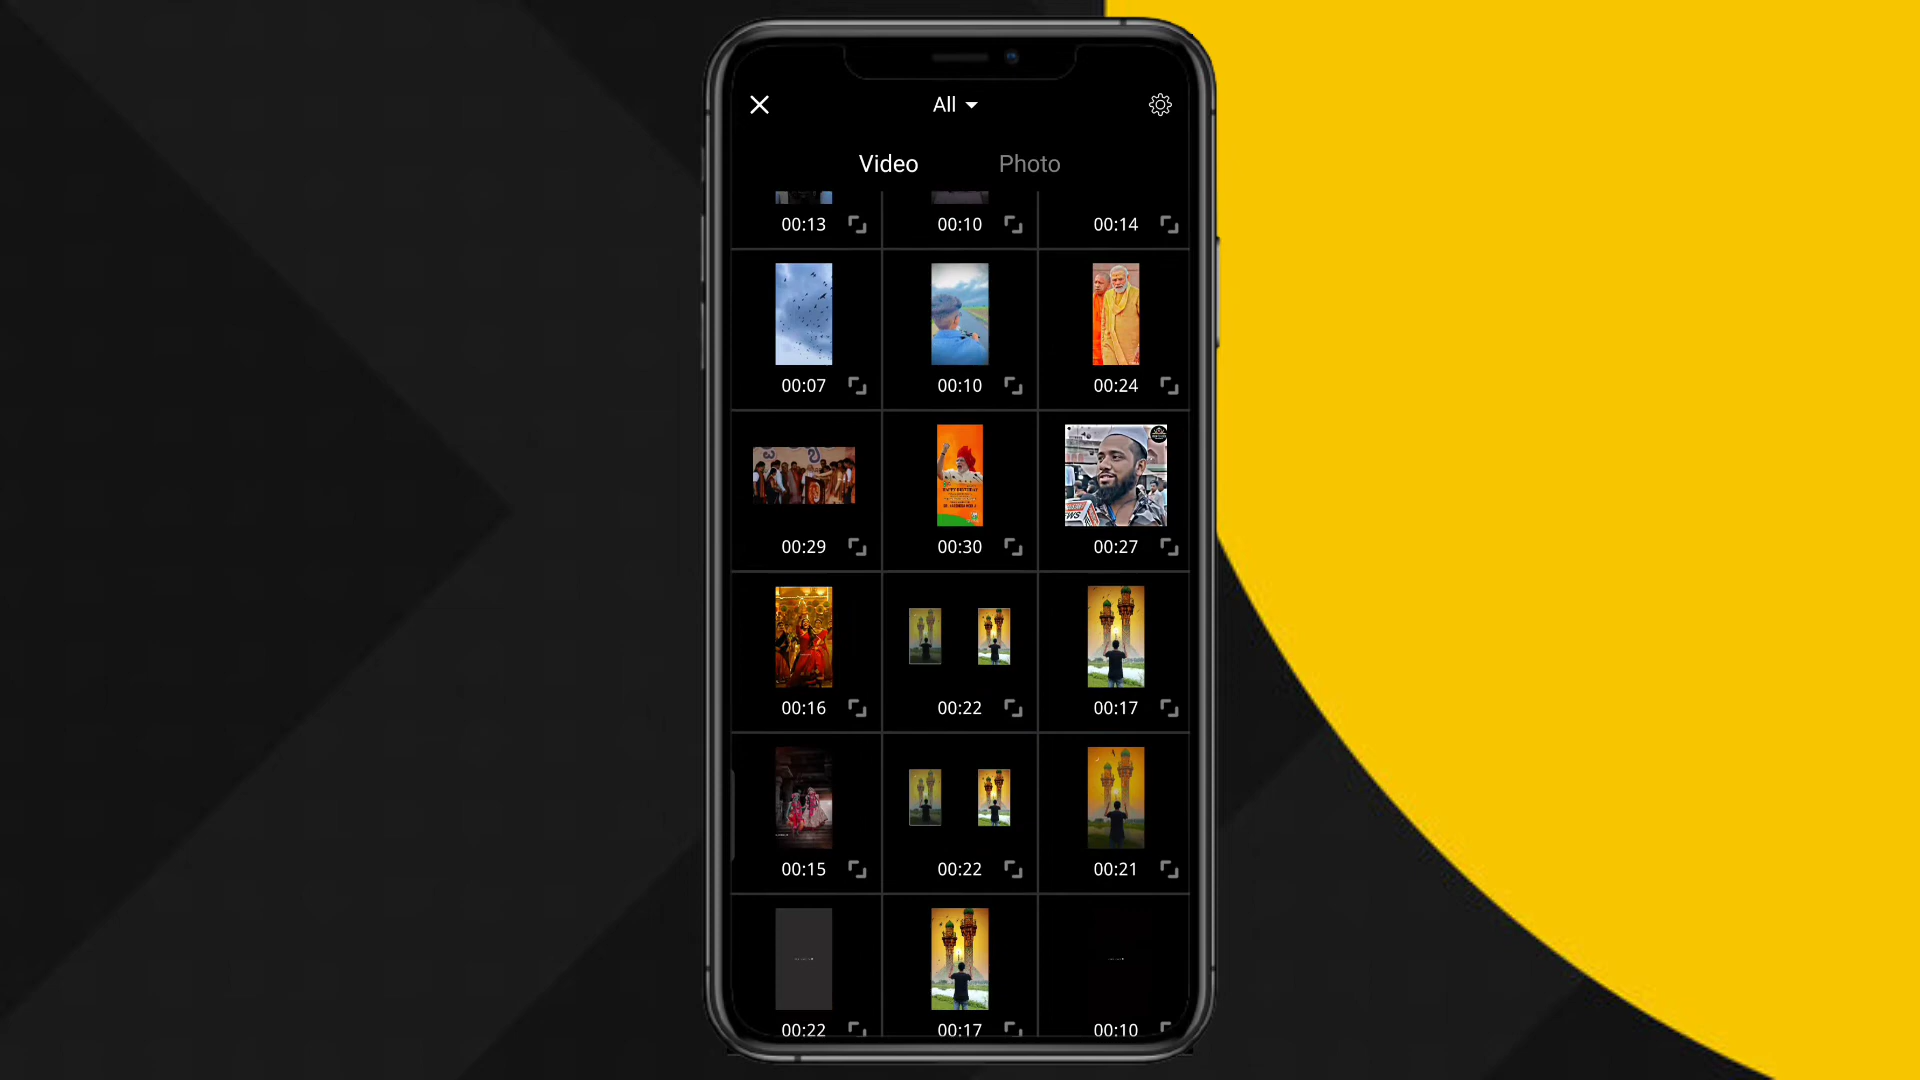 All
Video Photo
00:13 00:10 00:14
00:07 00:10 00:24
00:29 00:30 00:27
NEWS
00:16 00:22 00:17
00:15 00:22 00:21
00:22 00:17 00:10